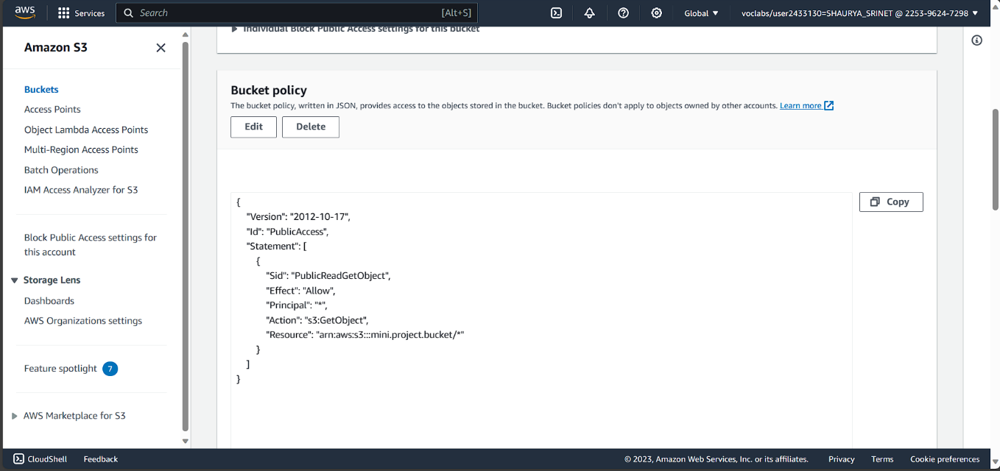 aws
Services
Search
[Alt+S]
Global
voclabs/user2433130=SHAURYA_SRINET @ 2253-9624-7298
Amazon S3
Buckets
Access Points
Object Lambda Access Points
Multi-Region Access Points
Batch Operations
IAM Access Analyzer for S3
Block Public Access settings for
this account
Storage Lens
Dashboards
AWS Organizations settings
Feature spotlight 7
AWS Marketplace for S3
Individual Block Public Access settings for this bucket
Bucket policy
The bucket policy, written in JSON, provides access to the objects stored in the bucket. Bucket policies don't apply to objects owned by other accounts. Learn more
Edit
Delete
Copy
{
"Version": "2012-10-17",
"Id": "PublicAccess",
"Statement": [
{
"Sid": "PublicReadGetObject",
"Effect": "Allow",
"Principal": "*",
"Action": "s3:GetObject",
"Resource": "arn:aws:s3:::mini.project.bucket/*"
}
]
}
CloudShell
Feedback
© 2023, Amazon Web Services, Inc. or its affiliates.
Privacy
Terms
Cookie preferences